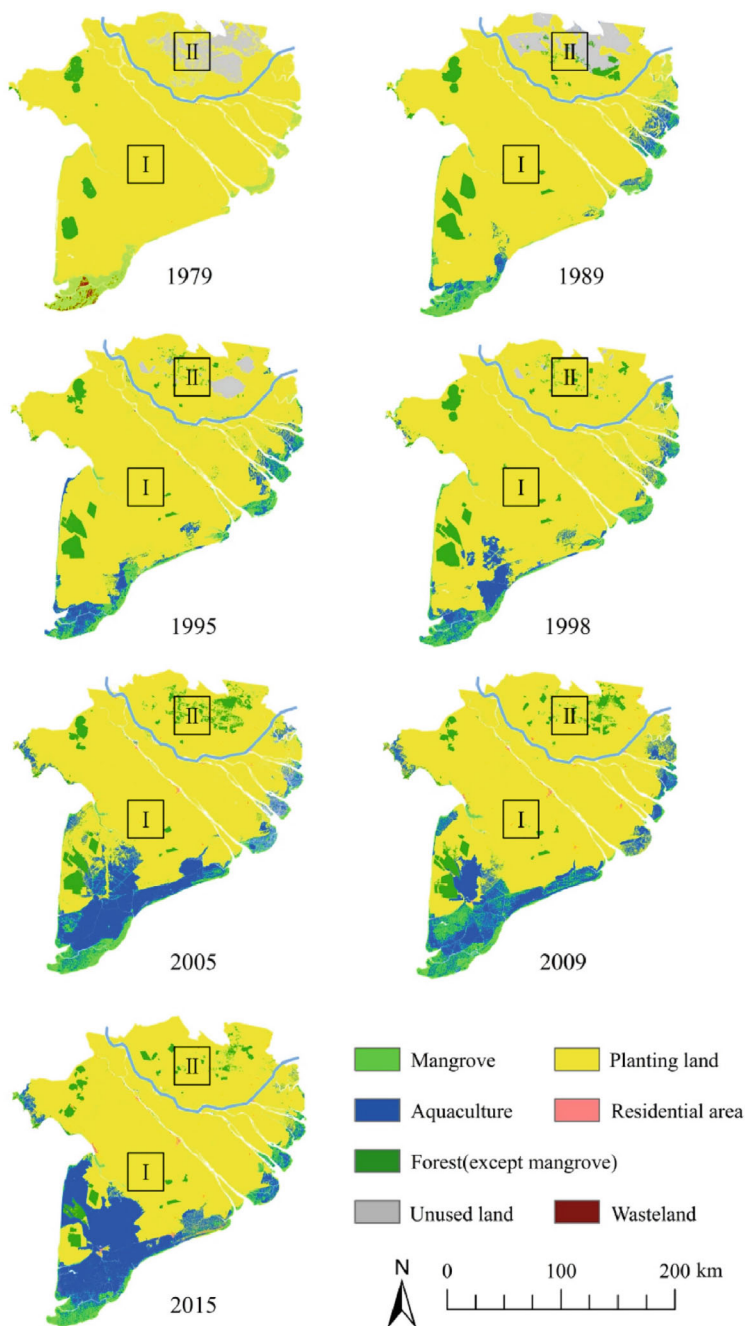 II
II
I
I
1979
1989
II
II
I
I
1995
1998
II
II
I
I
2005
2009
II
I
2015
Mangrove
Planting land
Aquaculture
Residential area
Forest(except mangrove)
Unused land
Wasteland
N
0 100 200 km